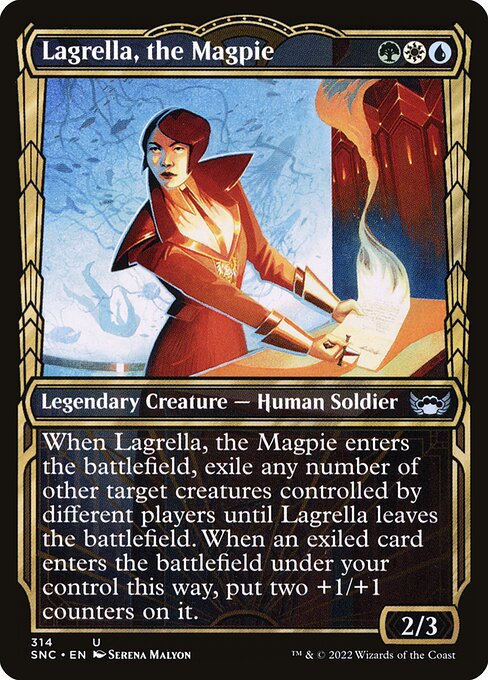 Lagrella, the Magpie
Legendary Creature — Human Soldier
When Lagrella, the Magpie enters
the battlefield, exile any number of
other target creatures controlled by
different players until Lagrella leaves
the battlefield. When an exiled card
enters the battlefield under your
control this way, put two +1/+1
counters on it.
2/3
314 U
SNC • EN Serena Malyon
™ & © 2022 Wizards of the Coast